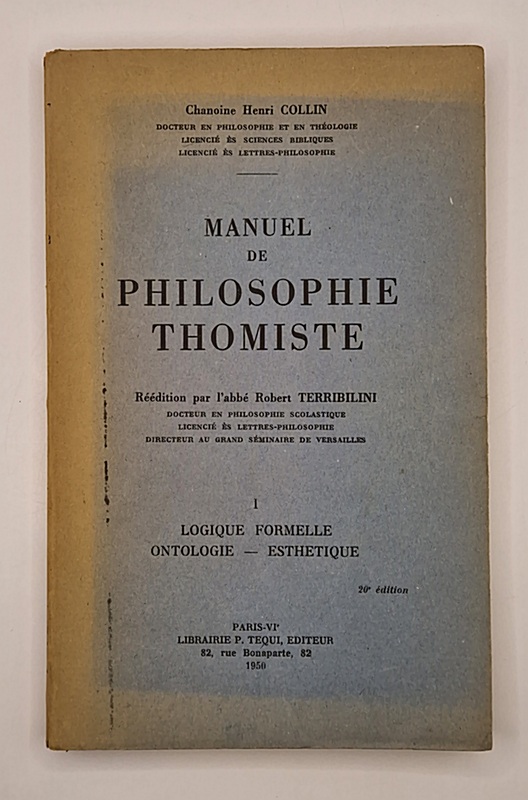 Chanoine Henri COLLIN
DOCTEUR EN PHILOSOPHIE ET EN THÉOLOGIE
LICENCIÉ ÈS SCIENCES BIBLIQUES
LICENCIÉ ÈS LETTRES-PHILOSOPHIE
MANUEL
DE
PHILOSOPHIE
THOMISTE
Réédition par l'abbé Robert TERRIBILINI
DOCTEUR EN PHILOSOPHIE SCOLASTIQUE
LICENCIÉ ÈS LETTRES-PHILOSOPHIE
DIRECTEUR AU GRAND SÉMINAIRE DE VERSAILLES
I
LOGIQUE FORMELLE
ONTOLOGIE — ESTHETIQUE
20e édition
PARIS-VIe
LIBRAIRIE P. TEQUI, EDITEUR
82, rue Bonaparte, 82
1950